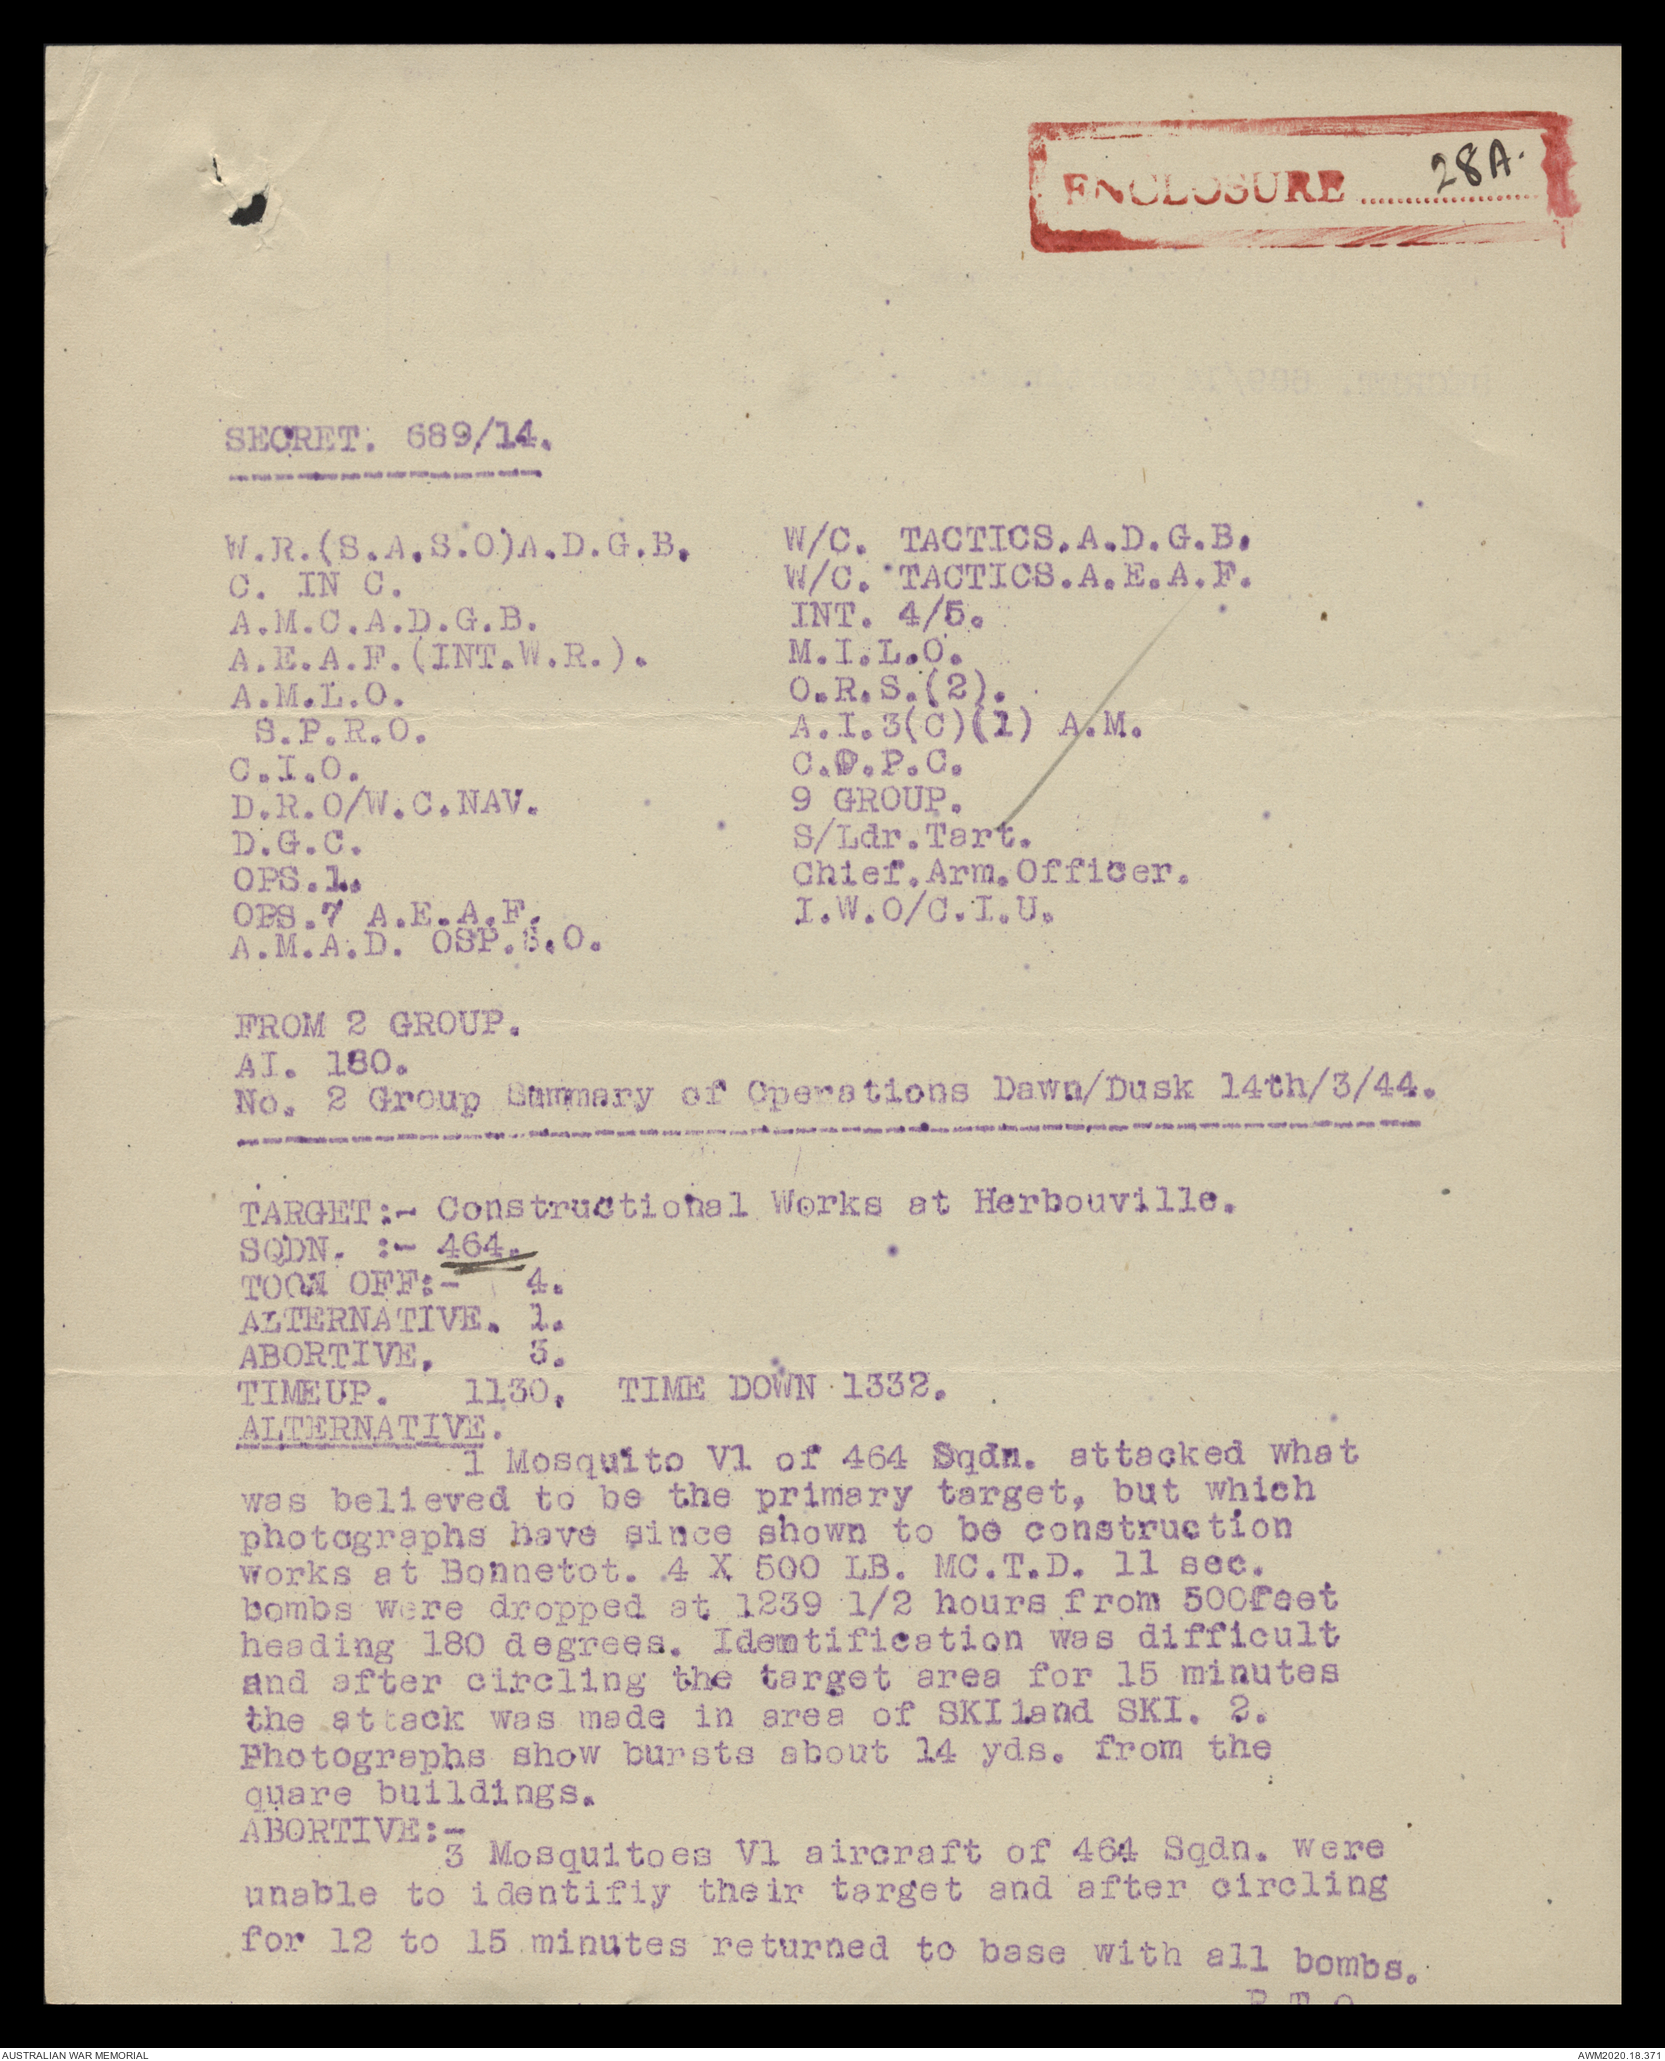 ENCLOSURE 28A.
SECRET. 689/14.
W.R.(S.A.S.O)A.D.G.B.
C. IN C.
A.M.C.A.D.G.B.
A.E.A.F.(INT.W.R.).
A.M.L.O.
S.P.R.O.
C.I.O.
D.R.O/W.C.NAV.
D.G.C.
OPS.1.
OPS.7 A.E.A.F.
A.M.A.D. OSP.S.O.
W/C. TACTICS.A.D.G.B.
W/C. TACTICS.A.E.A.F.
INT. 4/5.
M.I.L.O.
O.R.S.(2).
A.I.3(C)(1) A.M.
C.O.P.C.
9 GROUP.
S/Ldr.Tart.
Chief.Arm.Officer.
I.W.O/C.I.U.
FROM 2 GROUP.
AI. 180.
No. 2 Group Summary of Operations Dawn/Dusk 14th/3/44.
TARGET:- Constructional Works at Herbouville.
SQDN. :- 464.
TOOM OFF:- 4.
ALTERNATIVE. 1.
ABORTIVE. 3.
TIMEUP. 1130. TIME DOWN 1332.
ALTERNATIVE.
1 Mosquito V1 of 464 Sqdn. attacked what
was believed to be the primary target, but which
photographs have since shown to be construction
works at Bonnetot. 4 X 500 LB. MC.T.D. 11 sec.
bombs were dropped at 1239 1/2 hours from 500feet
heading 180 degrees. Idemtification was difficult
and after circling the target area for 15 minutes
the attack was made in area of SKI1and SKI. 2.
Photographs show bursts about 14 yds. from the
quare buildings.
ABORTIVE:-
3 Mosquitoes V1 aircraft of 464 Sqdn. were
unable to identifiy their target and after circling
for 12 to 15 minutes returned to base with all bombs.
P.T.O.
AUSTRALIAN WAR MEMORIAL
AWM2020.18.371